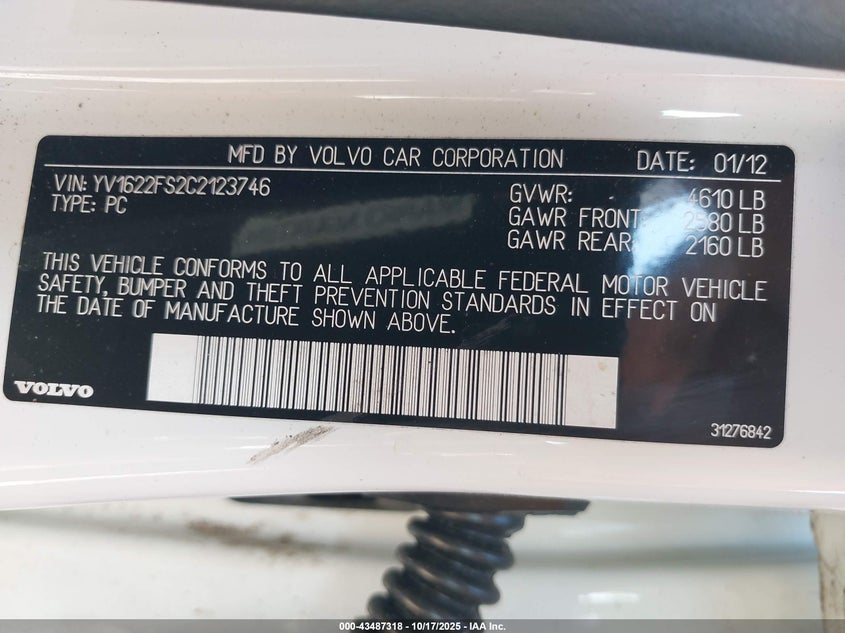 MFD BY VOLVO CAR CORPORATION DATE: 01/12
VIN: YV1622FS2C2123746
TYPE: PC
GVWR: 4610 LB
GAWR FRONT: 2580 LB
GAWR REAR: 2160 LB
THIS VEHICLE CONFORMS TO ALL APPLICABLE FEDERAL MOTOR VEHICLE
SAFETY, BUMPER AND THEFT PREVENTION STANDARDS IN EFFECT ON
THE DATE OF MANUFACTURE SHOWN ABOVE.
VOLVO
31276842
000-43487318 - 10/17/2025 - IAA Inc.